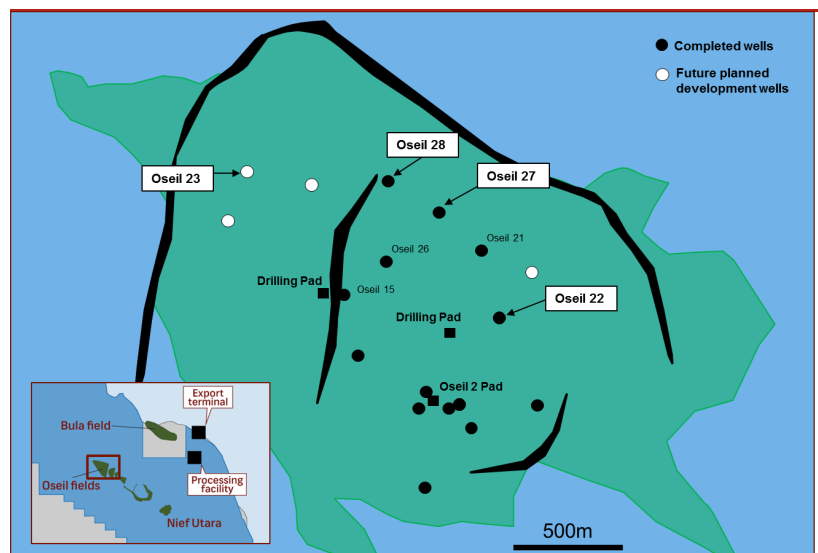 Completed wells
Future planned
development wells
Oseil 28
Oseil 27
Oseil 23
Oseil 21
Oseil 26
Drilling Pad
Oseil 15
Oseil 22
Drilling Pad
Oseil 2 Pad
Export
terminal
Bula field
Processing
facility
Oseil fields
Nief Utara
500m